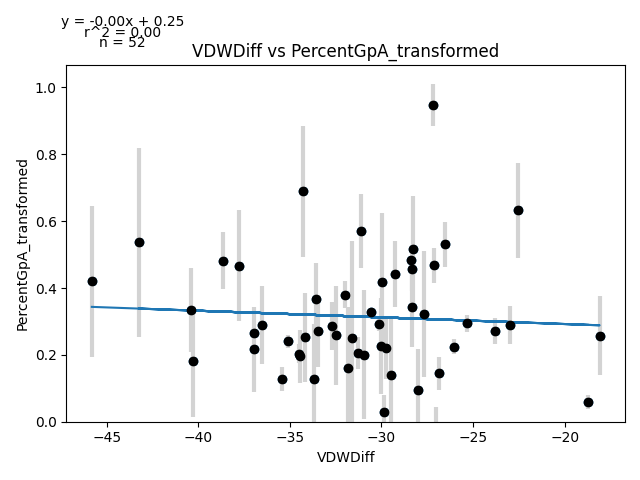 y = -0.00x + 0.25
r^2 = 0.00
n = 52
VDWDiff vs PercentGpA_transformed
PercentGpA_transformed
1.0
0.8
0.6
0.4
0.2
0.0
−45
−40
−35
−30
−25
−20
VDWDiff